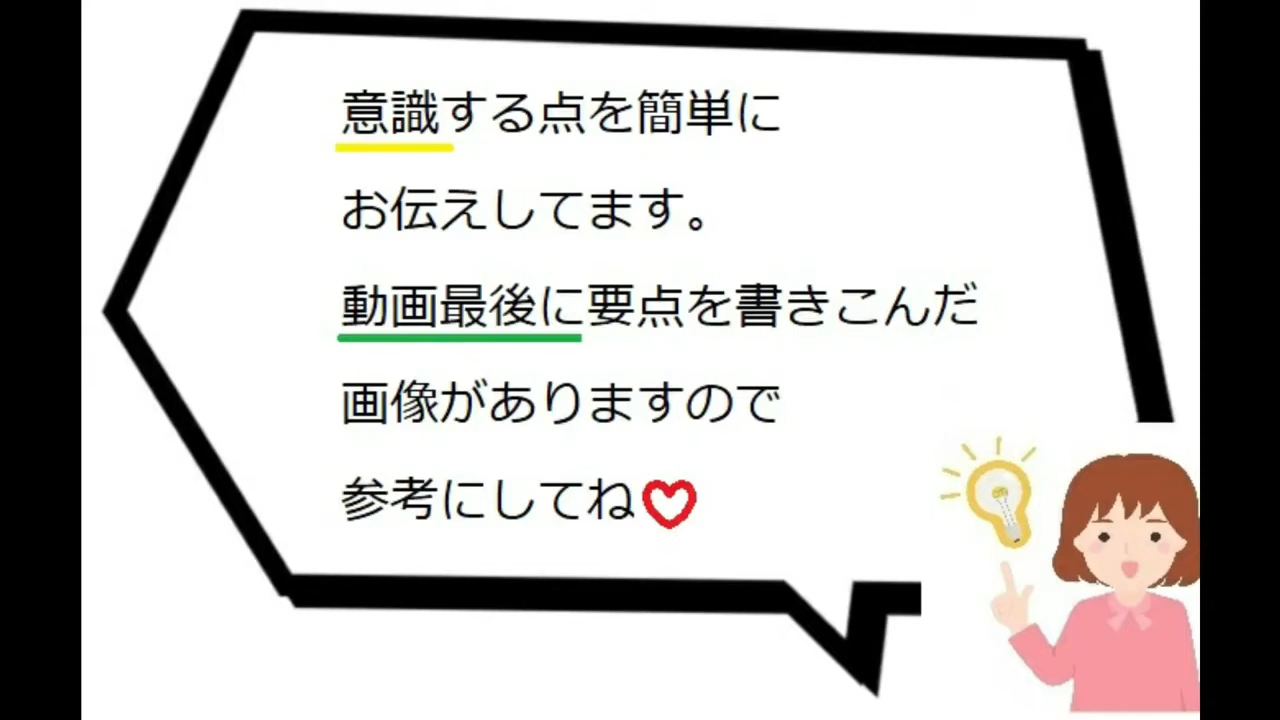 意識する点を簡単に
お伝えしてます。
動画最後に要点を書きこんだ
画像がありますので
参考にしてね♡